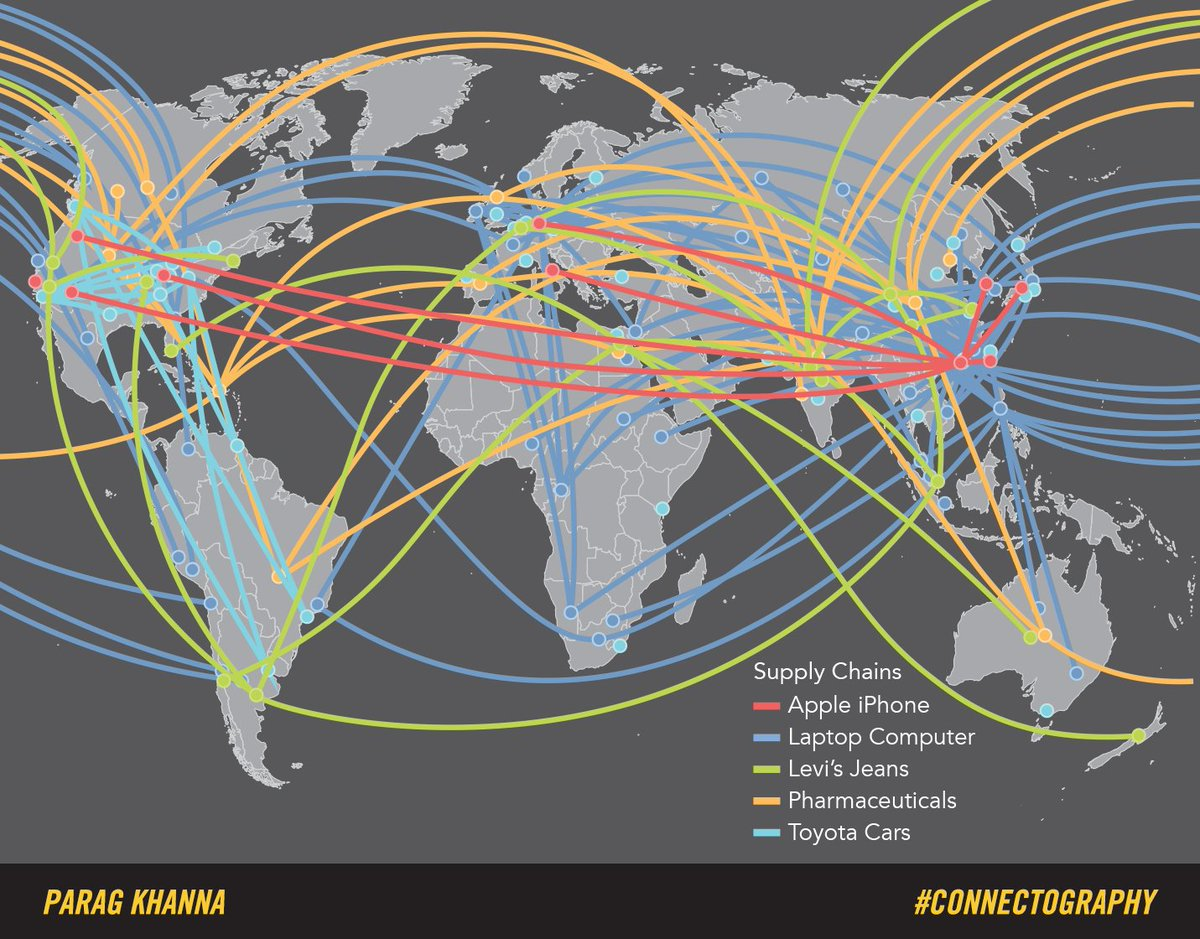 Supply Chains
Apple iPhone
Laptop Computer
Levi’s Jeans
Pharmaceuticals
Toyota Cars
PARAG KHANNA
#CONNECTOGRAPHY